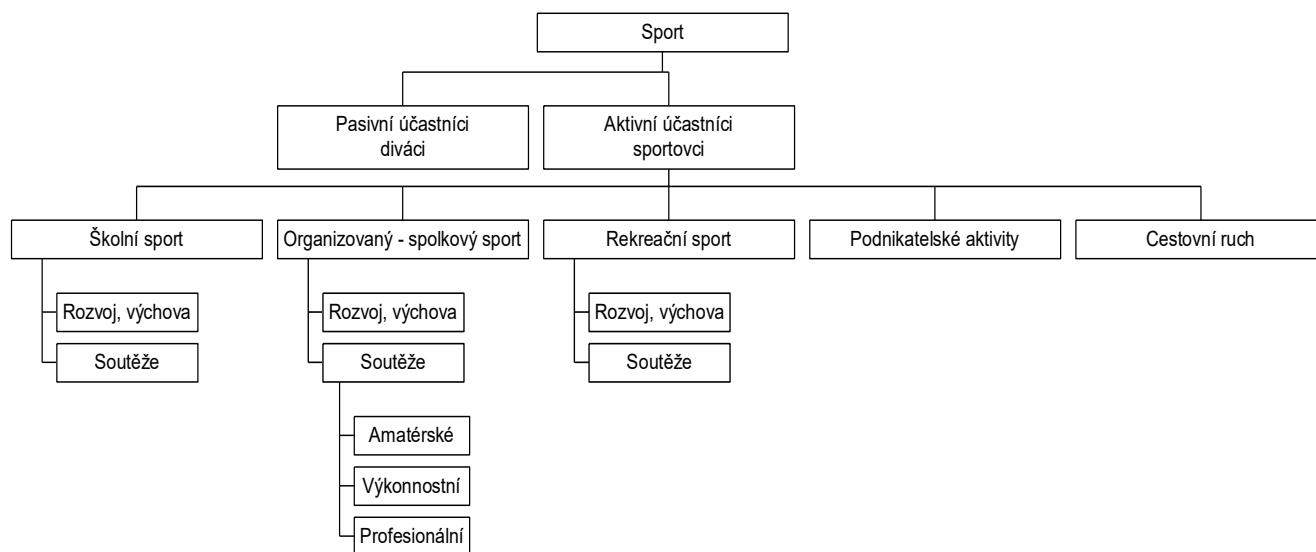 Sport
Pasivní účastníci
diváci
Aktivní účastníci
sportovci
Školní sport
Organizovaný - spolkový sport
Rekreační sport
Podnikatelské aktivity
Cestovní ruch
Rozvoj, výchova
Rozvoj, výchova
Rozvoj, výchova
Soutěže
Soutěže
Soutěže
Amatérské
Výkonnostní
Profesionální